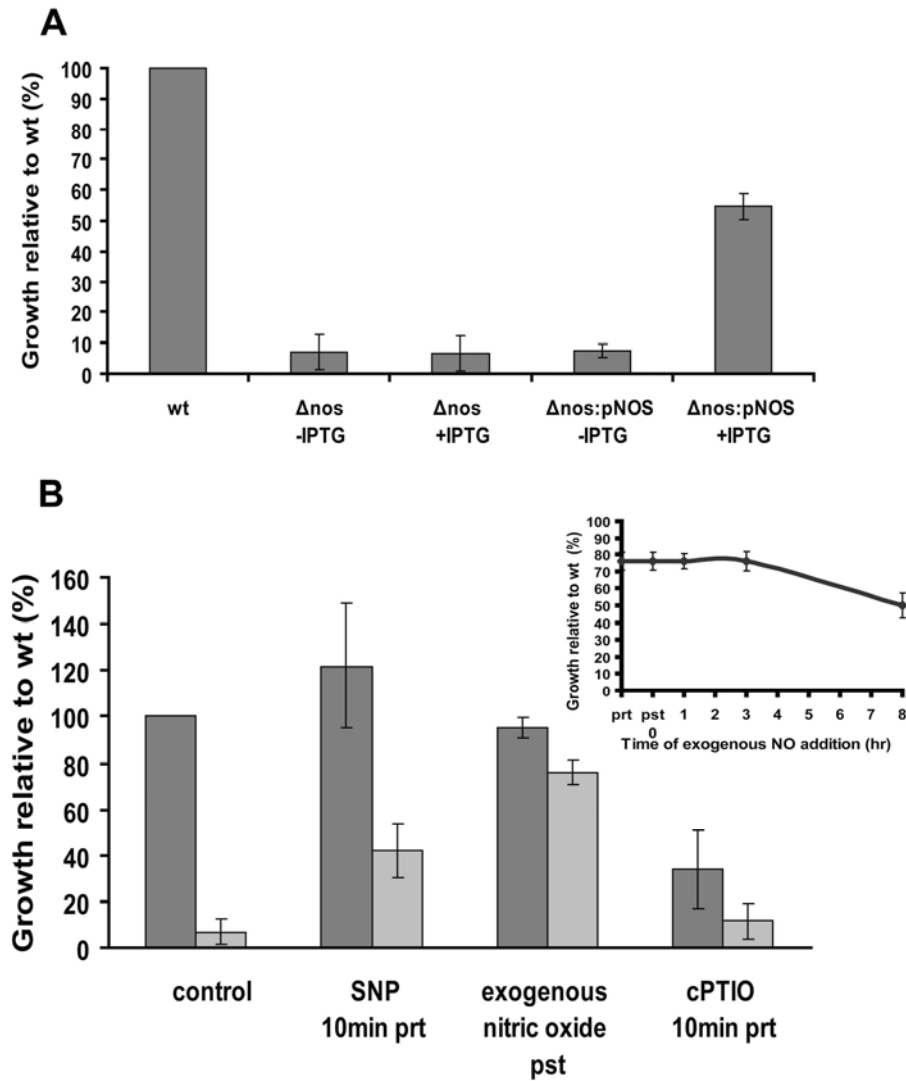 A
Growth relative to wt (%)
100
90
80
70
60
50
40
30
20
10
0
wt
Δnos
-IPTG
Δnos
+IPTG
Δnos:pNOS
-IPTG
Δnos:pNOS
+IPTG
B
Growth relative to wt (%)
160
140
120
100
80
60
40
20
0
control
SNP
10min prt
exogenous
nitric oxide
pst
cPTIO
10min prt
Growth relative to wt (%)
100
90
80
70
60
50
40
30
20
10
0
prt pst 1 2 3 4 5 6 7 8
0
Time of exogenous NO addition (hr)